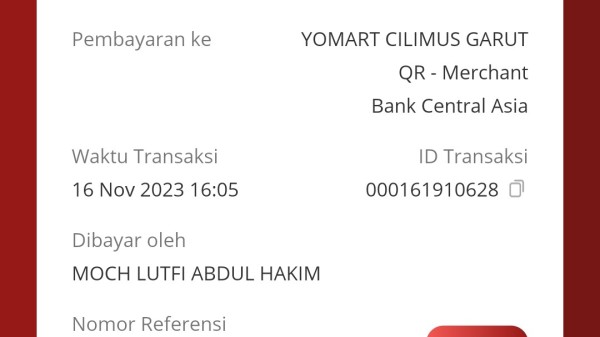 Pembayaran ke YOMART CILIMUS GARUT
QR - Merchant
Bank Central Asia
Waktu Transaksi ID Transaksi
16 Nov 2023 16:05 000161910628
Dibayar oleh
MOCH LUTFI ABDUL HAKIM
Nomor Referensi